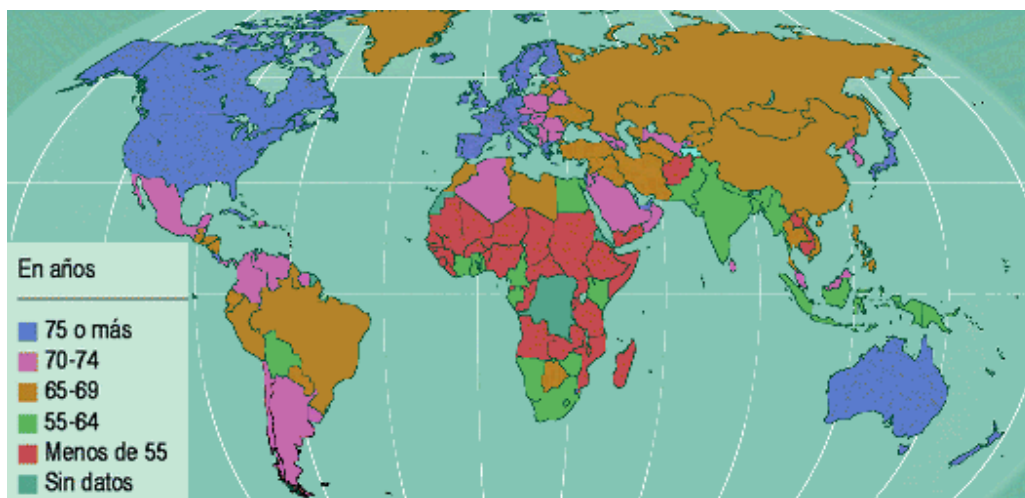 En años
75 o más
70-74
65-69
55-64
Menos de 55
Sin datos